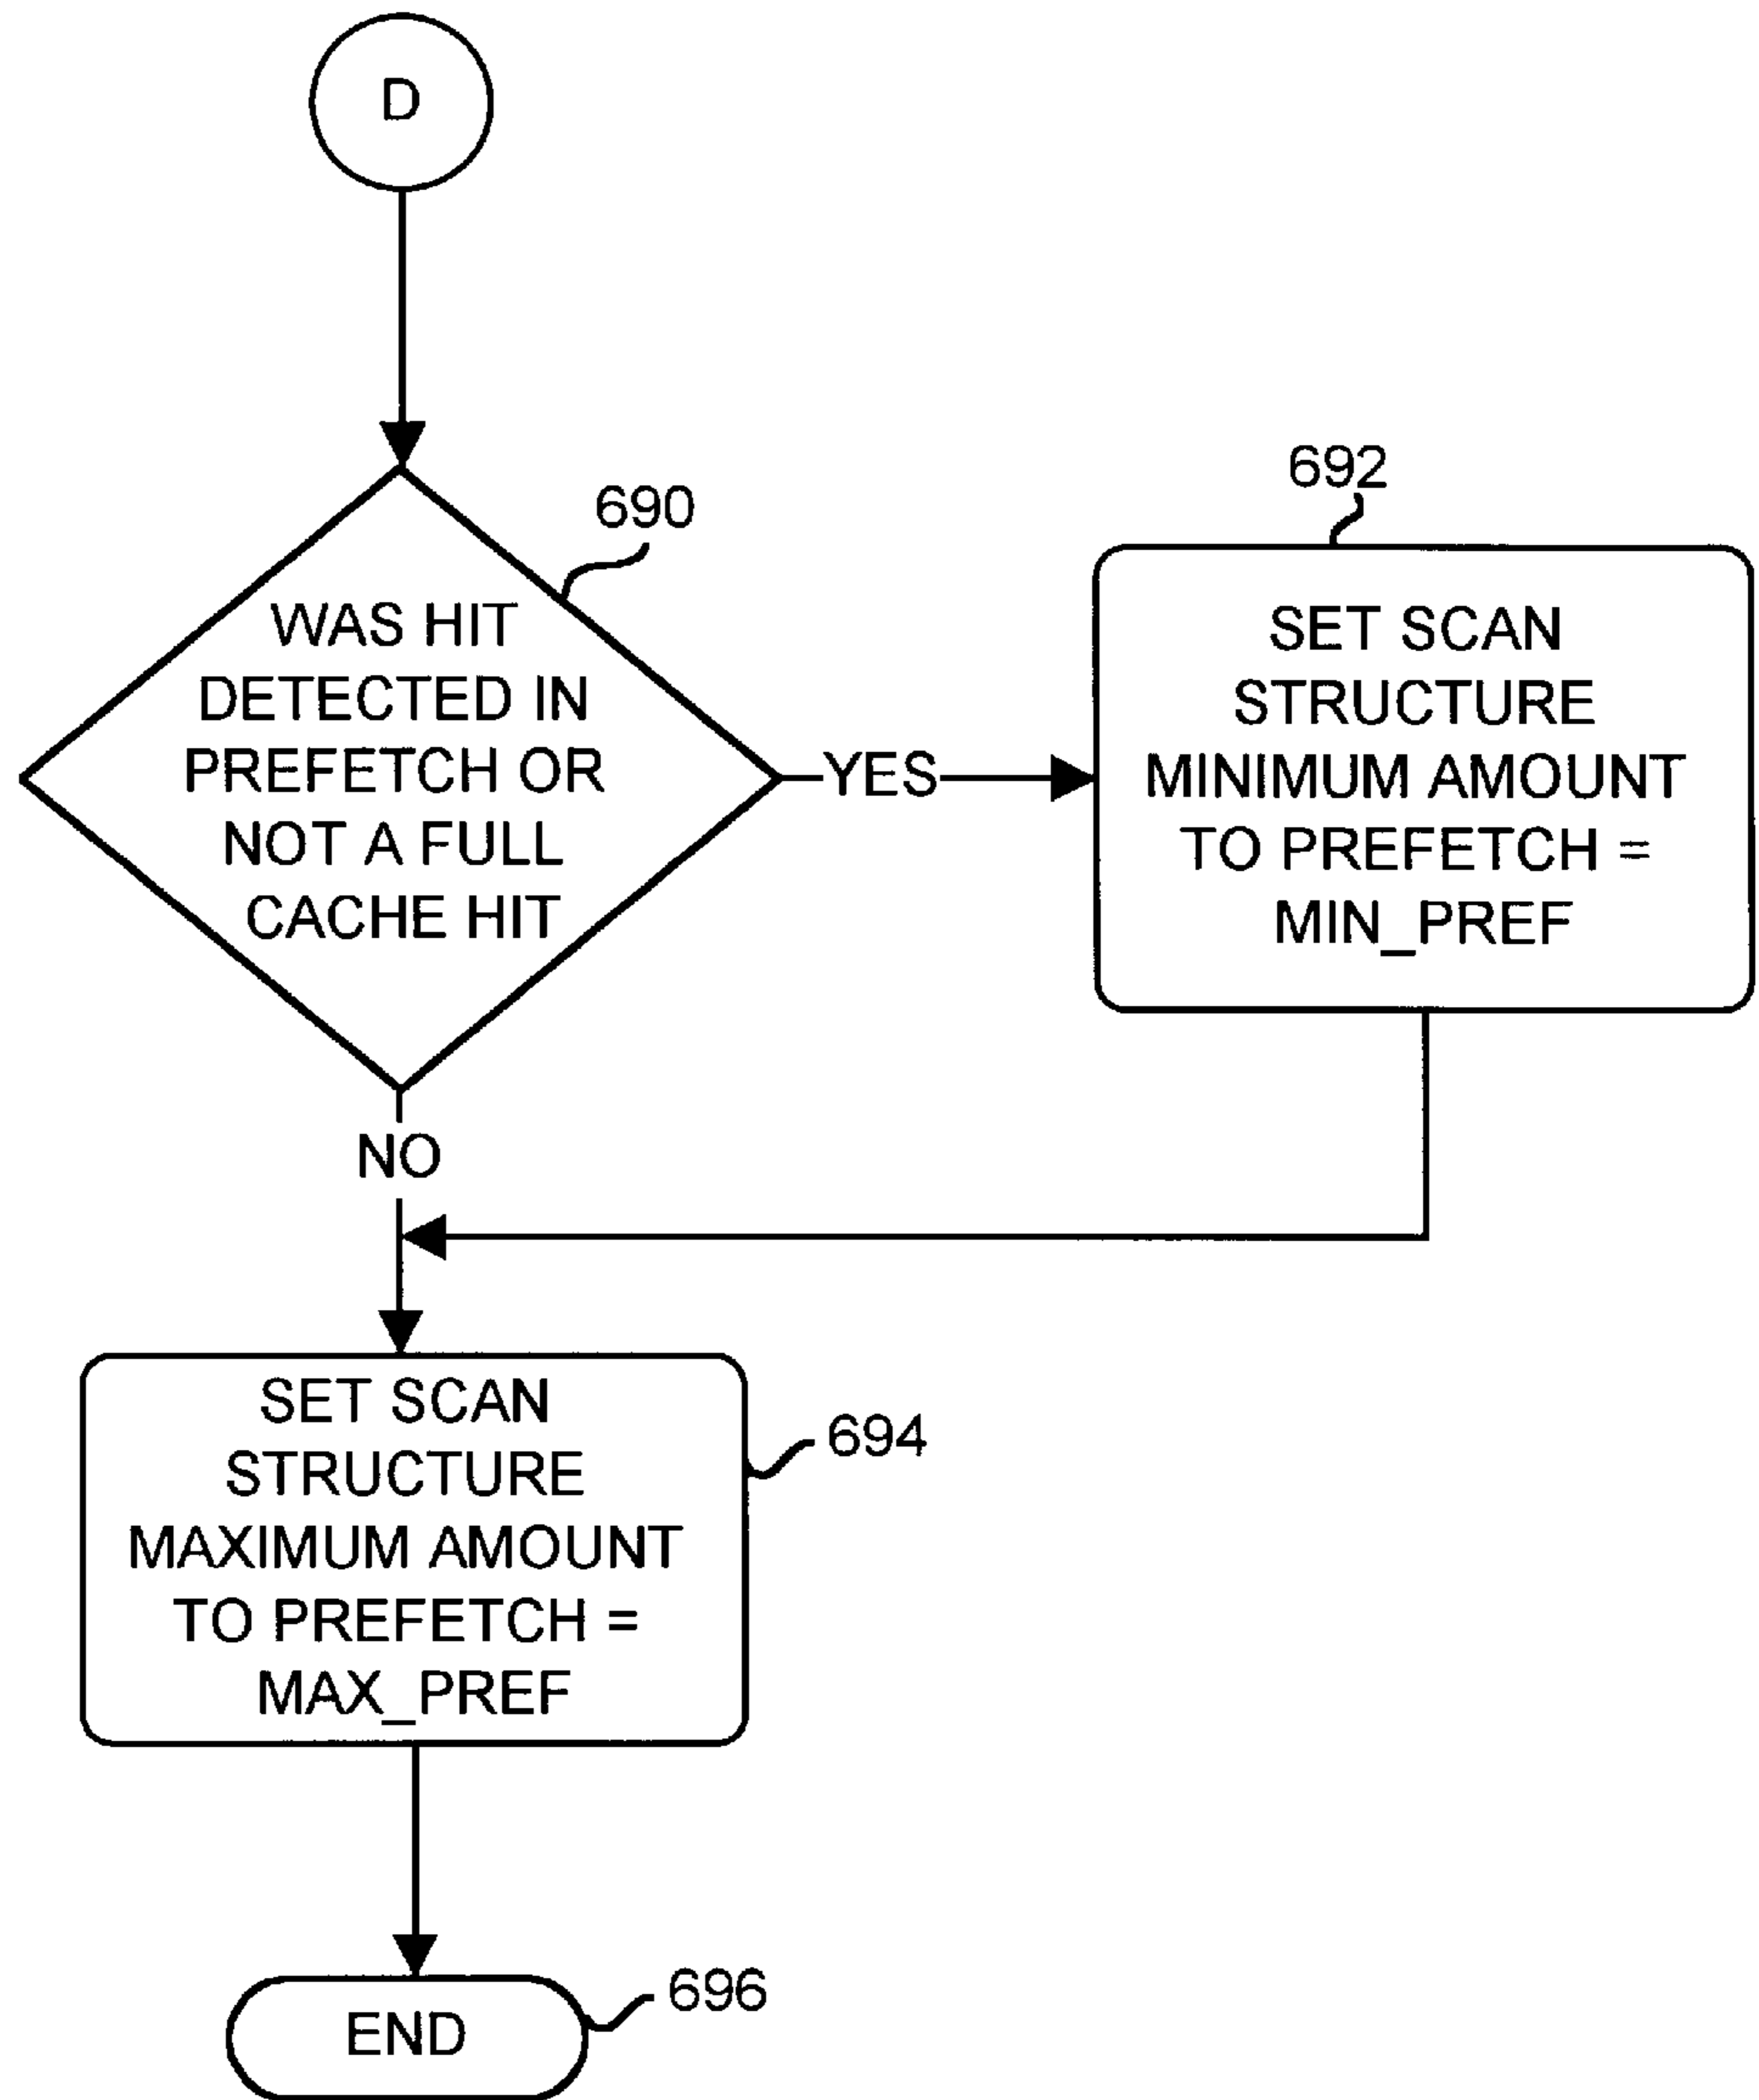 D
690
WAS HIT
DETECTED IN
PREFETCH OR
NOT A FULL
CACHE HIT
YES
692
SET SCAN
STRUCTURE
MINIMUM AMOUNT
TO PREFETCH =
MIN_PREF
NO
SET SCAN
STRUCTURE
MAXIMUM AMOUNT
TO PREFETCH =
MAX_PREF
694
END
696